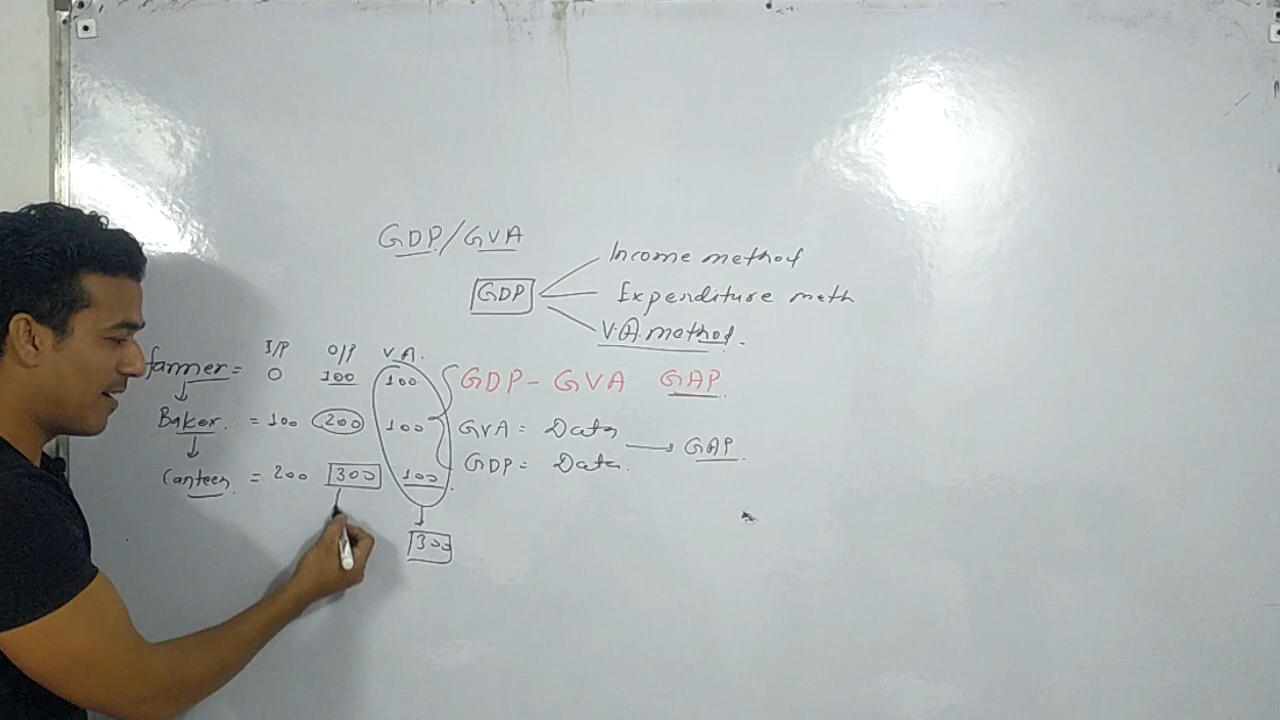 GDP/GVA
GDP
Income method
Expenditure meth
V.A. method.
I/P O/P V.A.
farmer = 0 100 100
Baker. = 100 200 100
Canteen = 200 300 100
300
GDP - GVA GAP
GVA = Data
GDP = Data.
GAP.